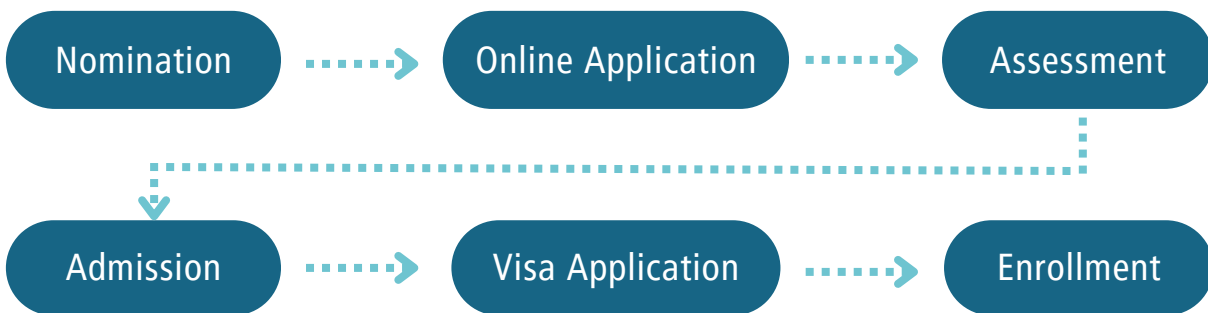 Nomination
Online Application
Assessment
Admission
Visa Application
Enrollment